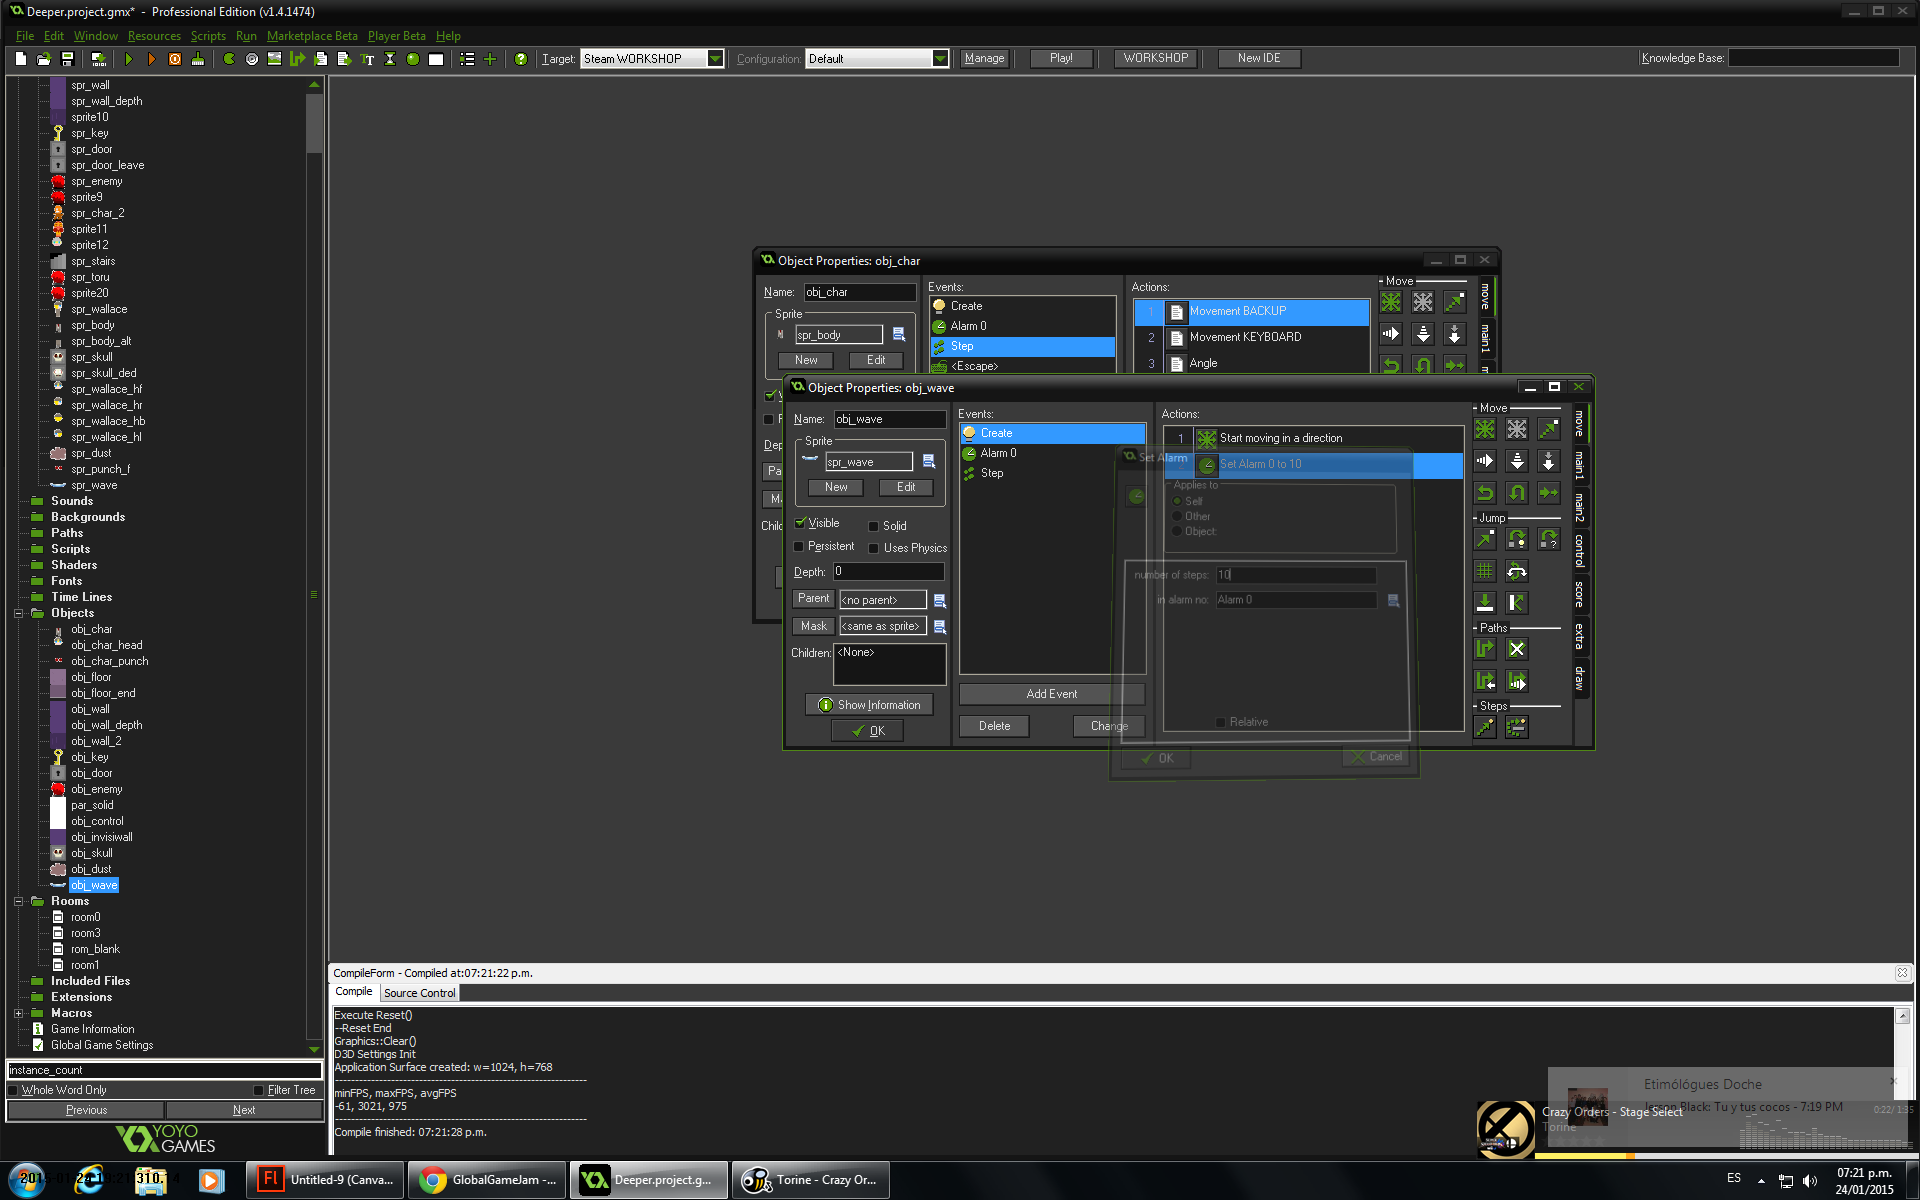 Deeper.project.gmx* - Professional Edition (v1.4.1474)
File Edit Window Resources Scripts Run Marketplace Beta Player Beta Help
Target: Steam WORKSHOP Configuration: Default Manage Play! WORKSHOP New IDE Knowledge Base:
spr_wall
spr_wall_depth
sprite10
spr_key
spr_door
spr_door_leave
spr_enemy
sprite9
spr_char_2
sprite11
sprite12
spr_stairs
spr_toru
sprite20
spr_wallace
spr_body
spr_body_alt
spr_skull
spr_skull_ded
spr_wallace_hf
spr_wallace_hr
spr_wallace_hb
spr_wallace_hl
spr_dust
spr_punch_f
spr_wave
Sounds
Backgrounds
Paths
Scripts
Shaders
Fonts
Time Lines
Objects
obj_char
obj_char_head
obj_char_punch
obj_floor
obj_floor_end
obj_wall
obj_wall_depth
obj_wall_2
obj_key
obj_door
obj_enemy
par_solid
obj_control
obj_invisiwall
obj_skull
obj_dust
obj_wave
Rooms
room0
room3
rom_blank
room1
Included Files
Extensions
Macros
Game Information
Global Game Settings
instance_count
Whole Word Only Filter Tree
Previous Next
YOYO
GAMES
Object Properties: obj_char
Name: obj_char
Sprite
spr_body
New Edit
Events:
Create
Alarm 0
Step
<Escape>
Actions:
1 Movement BACKUP
2 Movement KEYBOARD
3 Angle
Move
move
main1
Object Properties: obj_wave
Name: obj_wave
Sprite
spr_wave
New Edit
Visible Solid
Persistent Uses Physics
Depth: 0
Parent <no parent>
Mask <same as sprite>
Children: <None>
Show Information
OK
Events:
Create
Alarm 0
Step
Add Event
Delete Change
Actions:
1 Start moving in a direction
Set Alarm 0 to 10
Set Alarm
Applies to
Self
Other
Object:
number of steps: 10
in alarm no: Alarm 0
Relative
OK Cancel
Move
Jump
Paths
Steps
move
main1
main2
control
score
extra
draw
CompileForm - Compiled at:07:21:22 p.m.
Compile Source Control
Execute Reset()
--Reset End
Graphics::Clear()
D3D Settings Init
Application Surface created: w=1024, h=768
minFPS, maxFPS, avgFPS
-61, 3021, 975
Compile finished: 07:21:28 p.m.
Etimólógues Doche
Jason Black: Tu y tus cocos - 7:19 PM
Crazy Orders - Stage Select
Torine
0:22/ 1:35
Untitled-9 (Canva...
GlobalGameJam -...
Deeper.project.g...
Torine - Crazy Or...
ES
07:21 p.m.
24/01/2015